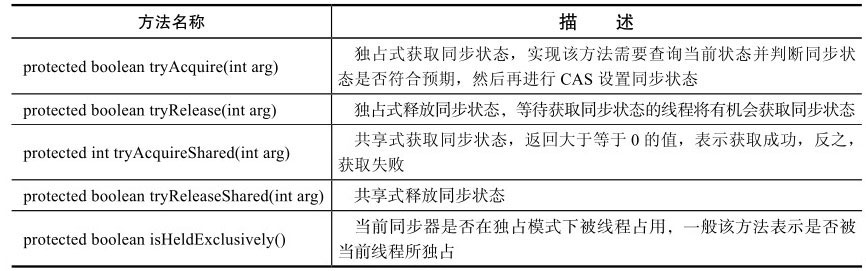 方法名称
描 述
protected boolean tryAcquire(int arg)
独占式获取同步状态，实现该方法需要查询当前状态并判断同步状
态是否符合预期，然后再进行 CAS 设置同步状态
protected boolean tryRelease(int arg)
独占式释放同步状态，等待获取同步状态的线程将有机会获取同步状态
protected int tryAcquireShared(int arg)
共享式获取同步状态，返回大于等于 0 的值，表示获取成功，反之，
获取失败
protected boolean tryReleaseShared(int arg)
共享式释放同步状态
protected boolean isHeldExclusively()
当前同步器是否在独占模式下被线程占用，一般该方法表示是否被
当前线程所独占